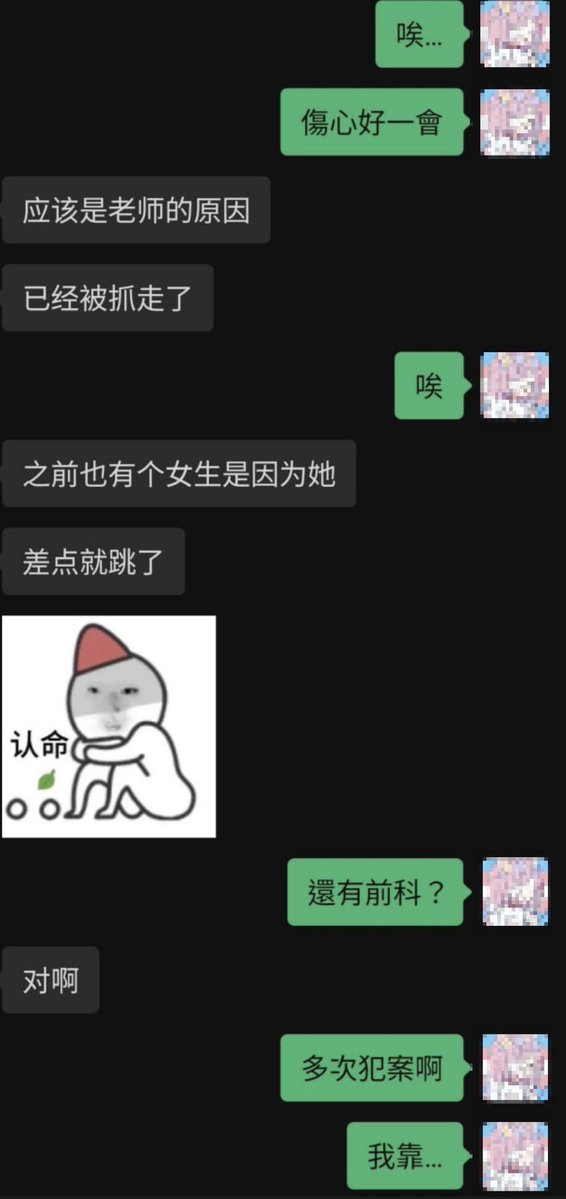 唉...
傷心好一會
应该是老师的原因
已经被抓走了
唉
之前也有个女生是因为她
差点就跳了
认命
還有前科？
对啊
多次犯案啊
我靠...